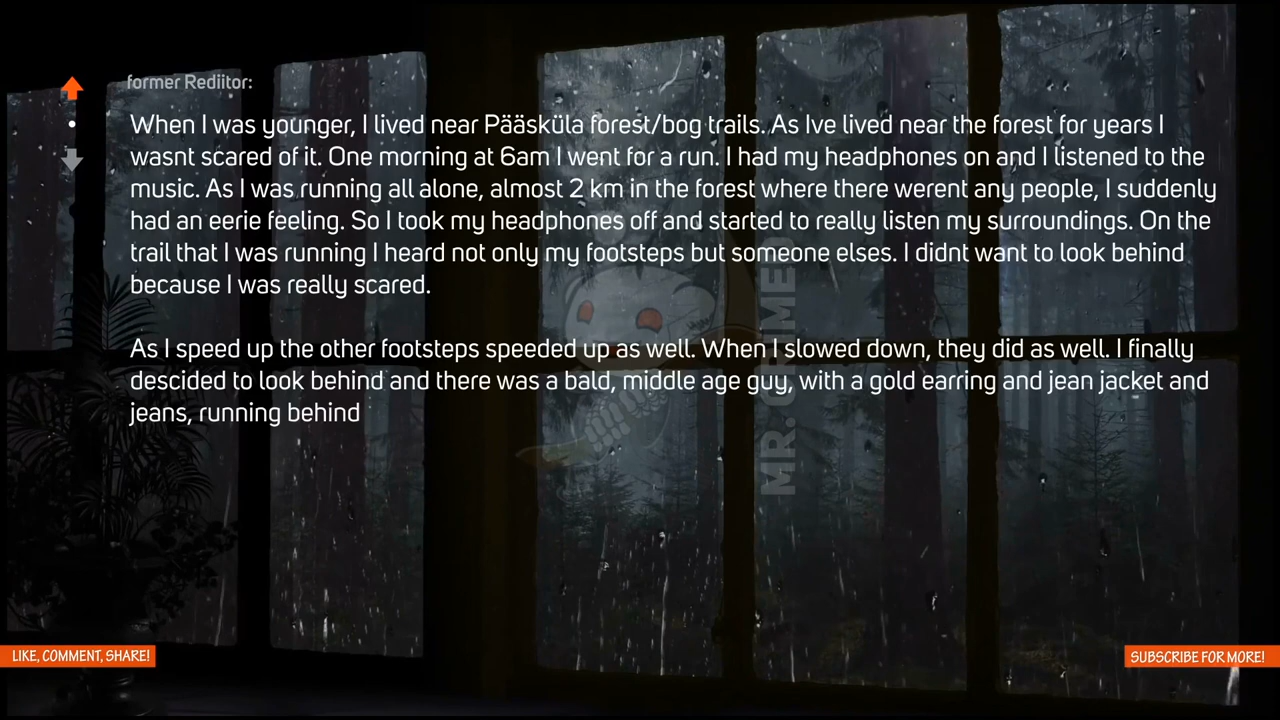 former Rediitor:
When I was younger, I lived near Pääsküla forest/bog trails. As Ive lived near the forest for years I
wasnt scared of it. One morning at 6am I went for a run. I had my headphones on and I listened to the
music. As I was running all alone, almost 2 km in the forest where there werent any people, I suddenly
had an eerie feeling. So I took my headphones off and started to really listen my surroundings. On the
trail that I was running I heard not only my footsteps but someone elses. I didnt want to look behind
because I was really scared.
As I speed up the other footsteps speeded up as well. When I slowed down, they did as well. I finally
descided to look behind and there was a bald, middle age guy, with a gold earring and jean jacket and
jeans, running behind
LIKE, COMMENT, SHARE!
SUBSCRIBE FOR MORE!